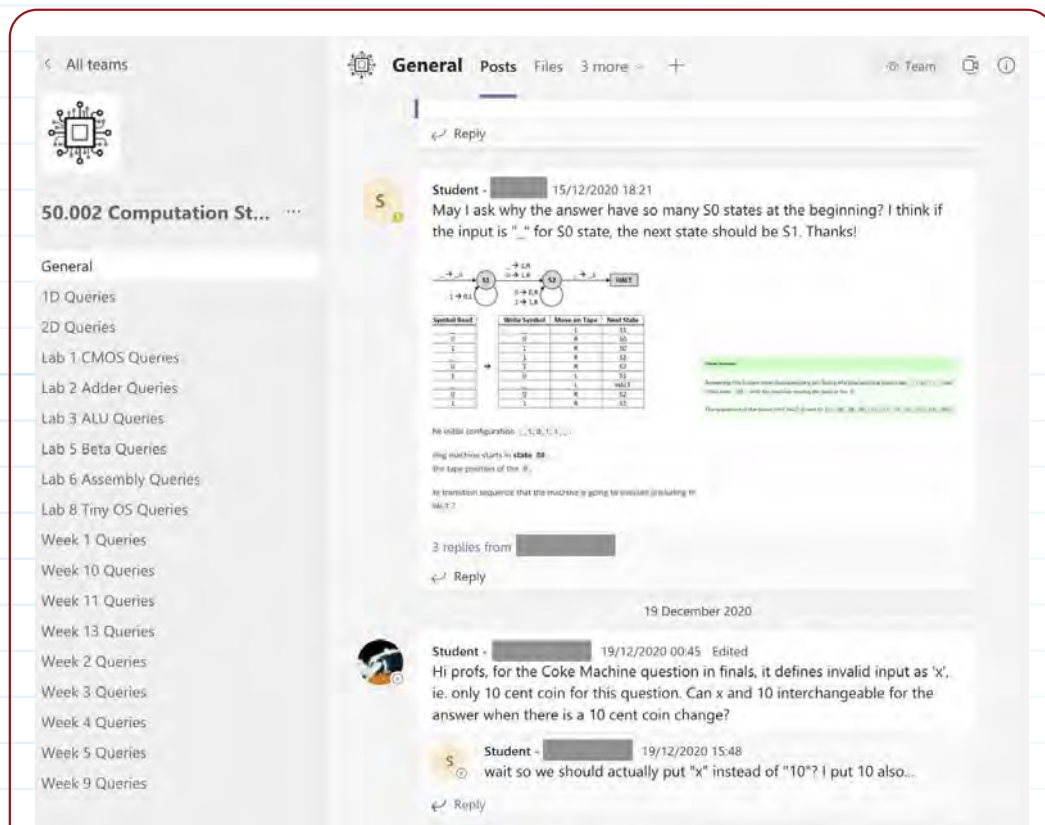 All teams
General Posts Files 3 more
Team
Reply
50.002 Computation St... ...
General
1D Queries
2D Queries
Lab 1 CMOS Queries
Lab 2 Adder Queries
Lab 3 ALU Queries
Lab 5 Beta Queries
Lab 6 Assembly Queries
Lab 8 Tiny OS Queries
Week 1 Queries
Week 10 Queries
Week 11 Queries
Week 13 Queries
Week 2 Queries
Week 3 Queries
Week 4 Queries
Week 5 Queries
Week 9 Queries
S
Student - 15/12/2020 18:21
May I ask why the answer have so many S0 states at the beginning? I think if
the input is "_" for S0 state, the next state should be S1. Thanks!
S1
HALT
Symbol Read Write Symbol Move on Tape Next State
3 replies from
Reply
19 December 2020
Student - 19/12/2020 00:45 Edited
Hi profs, for the Coke Machine question in finals, it defines invalid input as 'x',
ie. only 10 cent coin for this question. Can x and 10 interchangeable for the
answer when there is a 10 cent coin change?
S
Student - 19/12/2020 15:48
wait so we should actually put "x" instead of "10"? I put 10 also...
Reply